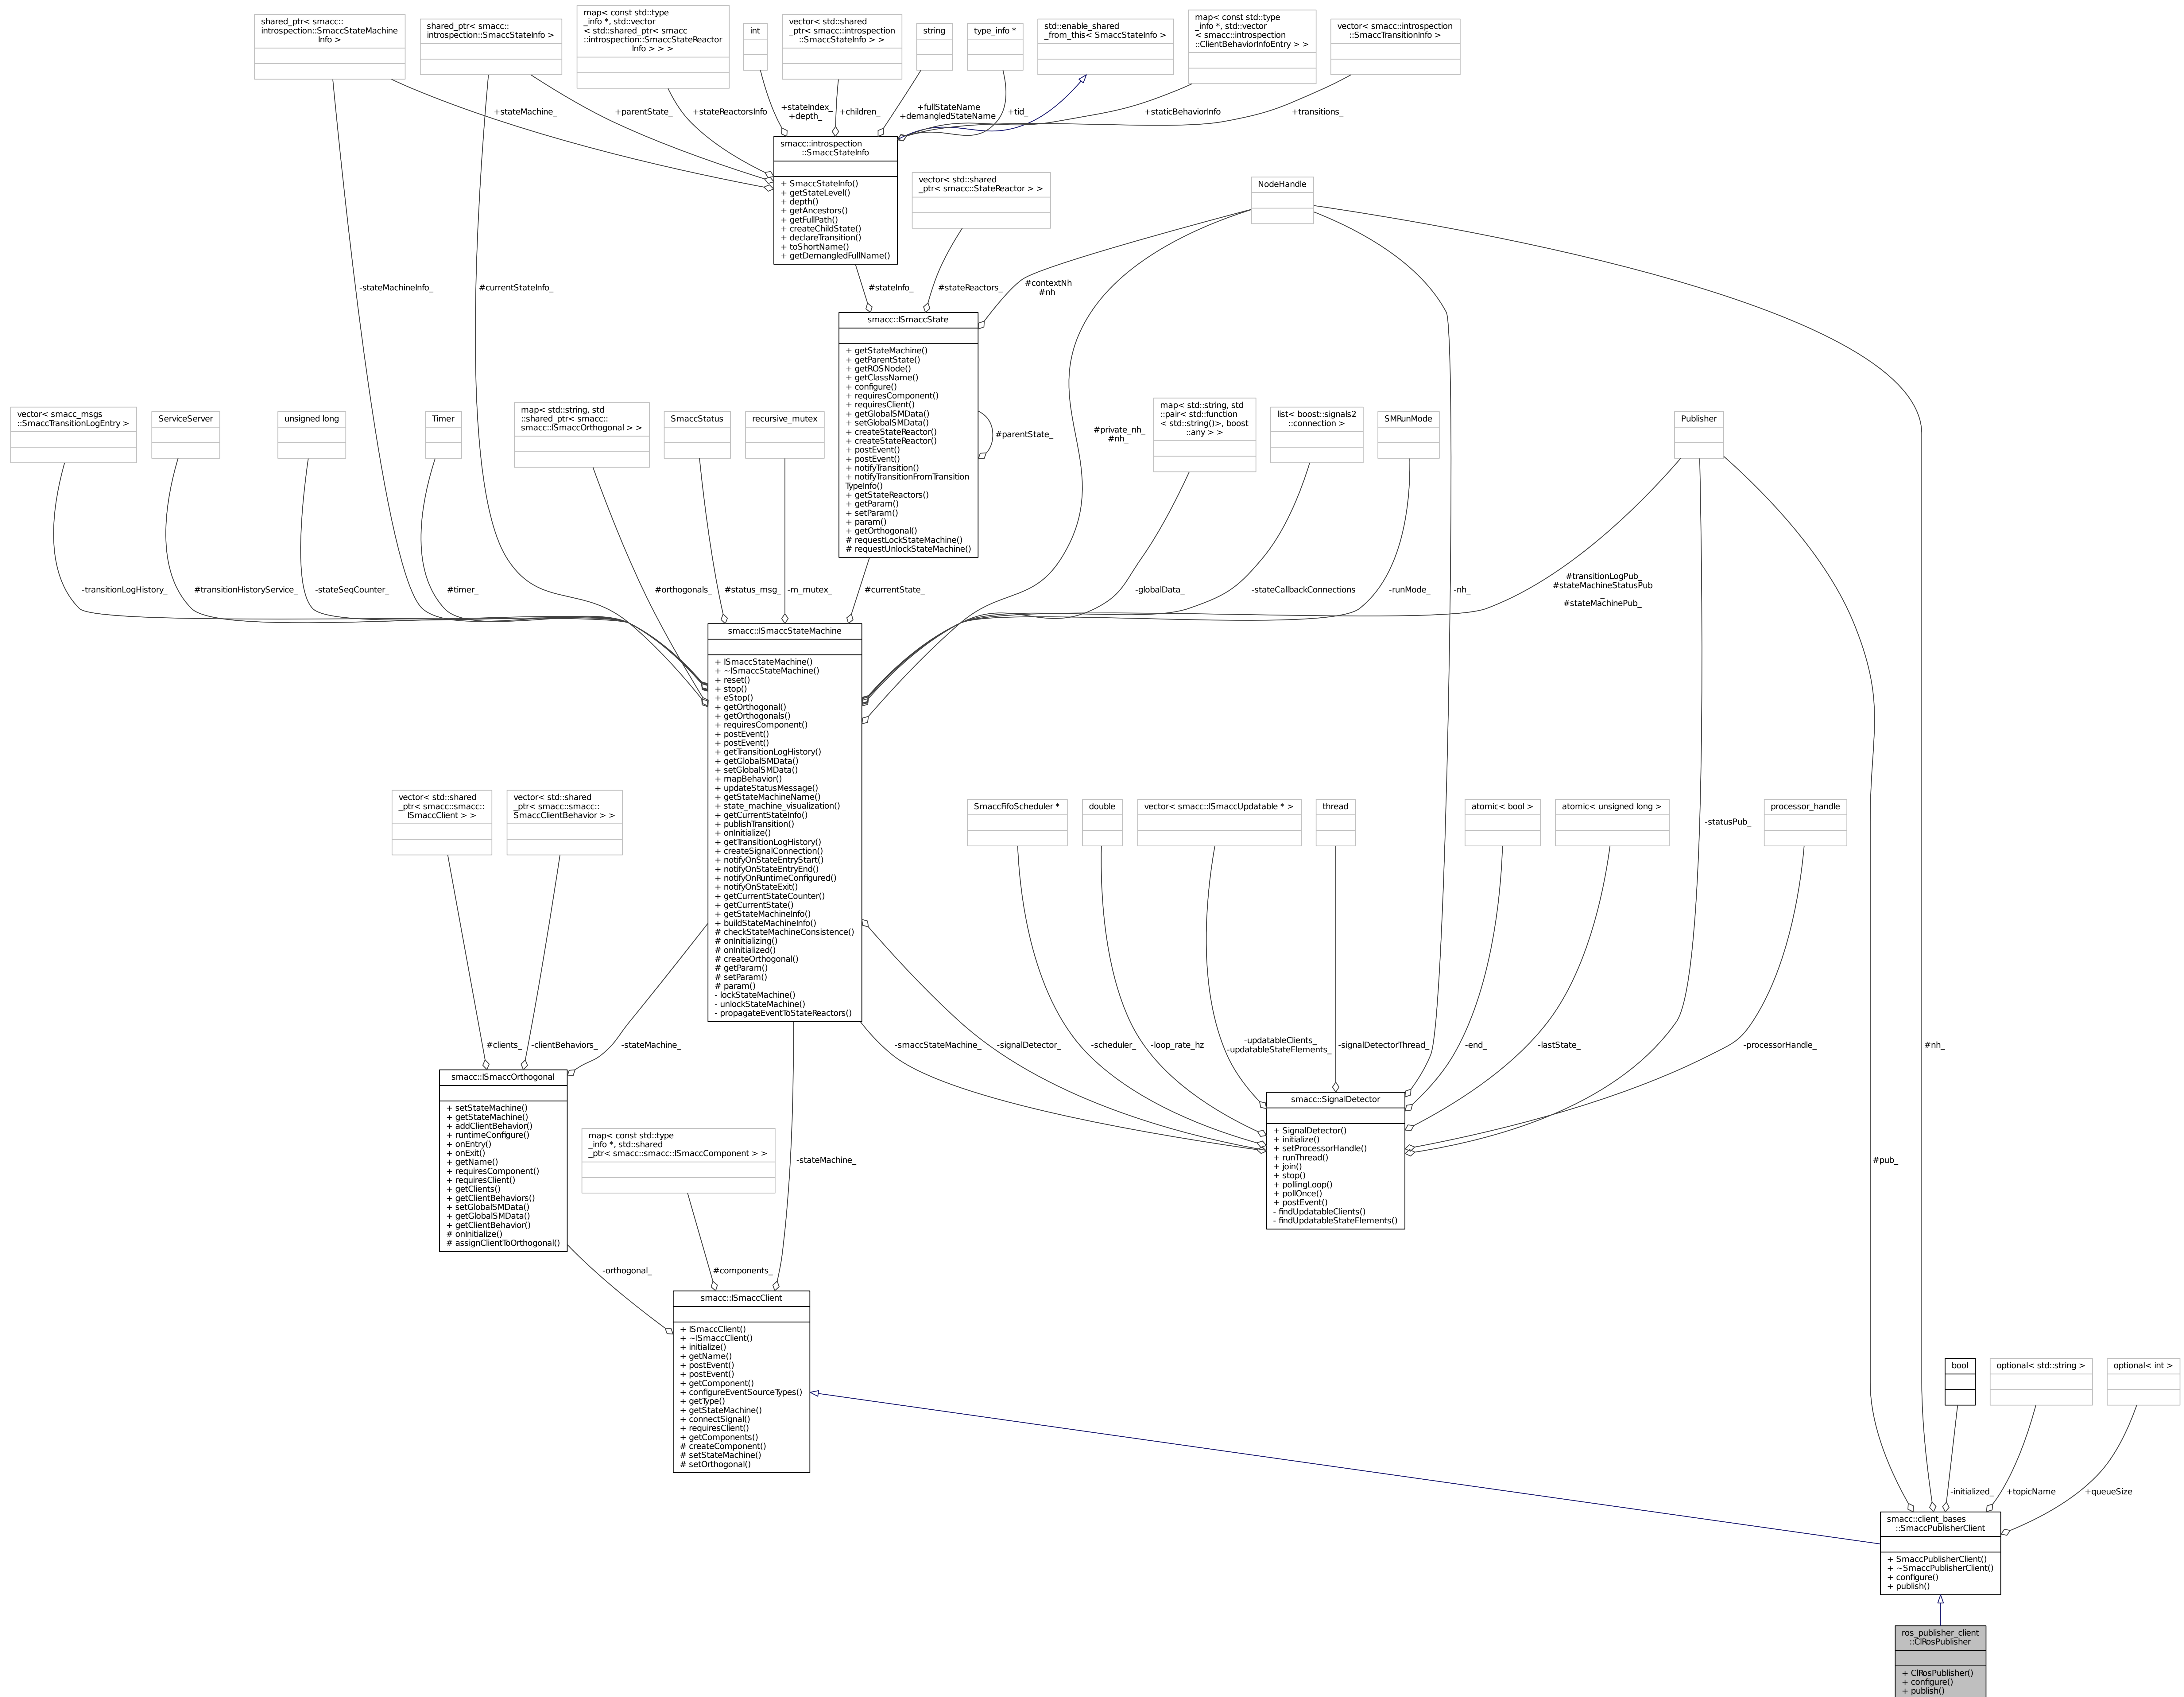 shared_ptr< smacc::
introspection::SmaccStateMachine
Info >
shared_ptr< smacc::
introspection::SmaccStateInfo >
map< const std::type
_info *, std::vector
< std::shared_ptr< smacc
::introspection::SmaccStateReactor
Info > > >
int
vector< std::shared
_ptr< smacc::introspection
::SmaccStateInfo > >
string
type_info *
std::enable_shared
_from_this< SmaccStateInfo >
map< const std::type
_info *, std::vector
< smacc::introspection
::ClientBehaviorInfoEntry > >
vector< smacc::introspection
::SmaccTransitionInfo >
+stateMachine_
+parentState_
+stateReactorsInfo
+stateIndex_
+depth_
+children_
+fullStateName
+demangledStateName
+tid_
+staticBehaviorInfo
+transitions_
smacc::introspection
::SmaccStateInfo
+ SmaccStateInfo()
+ getStateLevel()
+ depth()
+ getAncestors()
+ getFullPath()
+ createChildState()
+ declareTransition()
+ toShortName()
+ getDemangledFullName()
vector< std::shared
_ptr< smacc::StateReactor > >
NodeHandle
-stateMachineInfo_
#currentStateInfo_
#stateInfo_
#stateReactors_
#contextNh
#nh
smacc::ISmaccState
+ getStateMachine()
+ getParentState()
+ getROSNode()
+ getClassName()
+ configure()
+ requiresComponent()
+ requiresClient()
+ getGlobalSMData()
+ setGlobalSMData()
+ createStateReactor()
+ createStateReactor()
+ postEvent()
+ postEvent()
+ notifyTransition()
+ notifyTransitionFromTransition
TypeInfo()
+ getStateReactors()
+ getParam()
+ setParam()
+ param()
+ getOrthogonal()
# requestLockStateMachine()
# requestUnlockStateMachine()
#parentState_
vector< smacc_msgs
::SmaccTransitionLogEntry >
ServiceServer
unsigned long
Timer
map< std::string, std
::shared_ptr< smacc::
smacc::ISmaccOrthogonal > >
SmaccStatus
recursive_mutex
#private_nh_
#nh_
map< std::string, std
::pair< std::function
< std::string()>, boost
::any > >
list< boost::signals2
::connection >
SMRunMode
Publisher
-transitionLogHistory_
#transitionHistoryService_
-stateSeqCounter_
#timer_
#orthogonals_
#status_msg_
-m_mutex_
#currentState_
-globalData_
-stateCallbackConnections
-runMode_
-nh_
#transitionLogPub_
#stateMachineStatusPub
_
#stateMachinePub_
smacc::ISmaccStateMachine
+ ISmaccStateMachine()
+ ~ISmaccStateMachine()
+ reset()
+ stop()
+ eStop()
+ getOrthogonal()
+ getOrthogonals()
+ requiresComponent()
+ postEvent()
+ postEvent()
+ getTransitionLogHistory()
+ getGlobalSMData()
+ setGlobalSMData()
+ mapBehavior()
+ updateStatusMessage()
+ getStateMachineName()
+ state_machine_visualization()
+ getCurrentStateInfo()
+ publishTransition()
+ onInitialize()
+ getTransitionLogHistory()
+ createSignalConnection()
+ notifyOnStateEntryStart()
+ notifyOnStateEntryEnd()
+ notifyOnRuntimeConfigured()
+ notifyOnStateExit()
+ getCurrentStateCounter()
+ getCurrentState()
+ getStateMachineInfo()
+ buildStateMachineInfo()
# checkStateMachineConsistence()
# onInitializing()
# onInitialized()
# createOrthogonal()
# getParam()
# setParam()
# param()
- lockStateMachine()
- unlockStateMachine()
- propagateEventToStateReactors()
vector< std::shared
_ptr< smacc::smacc::
ISmaccClient > >
vector< std::shared
_ptr< smacc::smacc::
SmaccClientBehavior > >
SmaccFifoScheduler *
double
vector< smacc::ISmaccUpdatable * >
thread
atomic< bool >
atomic< unsigned long >
processor_handle
-statusPub_
#clients_
-clientBehaviors_
-stateMachine_
-smaccStateMachine_
-signalDetector_
-scheduler_
-loop_rate_hz
-updatableClients_
-updatableStateElements_
-signalDetectorThread_
-end_
-lastState_
-processorHandle_
#nh_
smacc::ISmaccOrthogonal
+ setStateMachine()
+ getStateMachine()
+ addClientBehavior()
+ runtimeConfigure()
+ onEntry()
+ onExit()
+ getName()
+ requiresComponent()
+ requiresClient()
+ getClients()
+ getClientBehaviors()
+ setGlobalSMData()
+ getGlobalSMData()
+ getClientBehavior()
# onInitialize()
# assignClientToOrthogonal()
smacc::SignalDetector
+ SignalDetector()
+ initialize()
+ setProcessorHandle()
+ runThread()
+ join()
+ stop()
+ pollingLoop()
+ pollOnce()
+ postEvent()
- findUpdatableClients()
- findUpdatableStateElements()
map< const std::type
_info *, std::shared
_ptr< smacc::smacc::ISmaccComponent > >
-stateMachine_
#pub_
-orthogonal_
#components_
smacc::ISmaccClient
+ ISmaccClient()
+ ~ISmaccClient()
+ initialize()
+ getName()
+ postEvent()
+ postEvent()
+ getComponent()
+ configureEventSourceTypes()
+ getType()
+ getStateMachine()
+ connectSignal()
+ requiresClient()
+ getComponents()
# createComponent()
# setStateMachine()
# setOrthogonal()
bool
optional< std::string >
optional< int >
-initialized_
+topicName
+queueSize
smacc::client_bases
::SmaccPublisherClient
+ SmaccPublisherClient()
+ ~SmaccPublisherClient()
+ configure()
+ publish()
ros_publisher_client
::ClRosPublisher
+ ClRosPublisher()
+ configure()
+ publish()